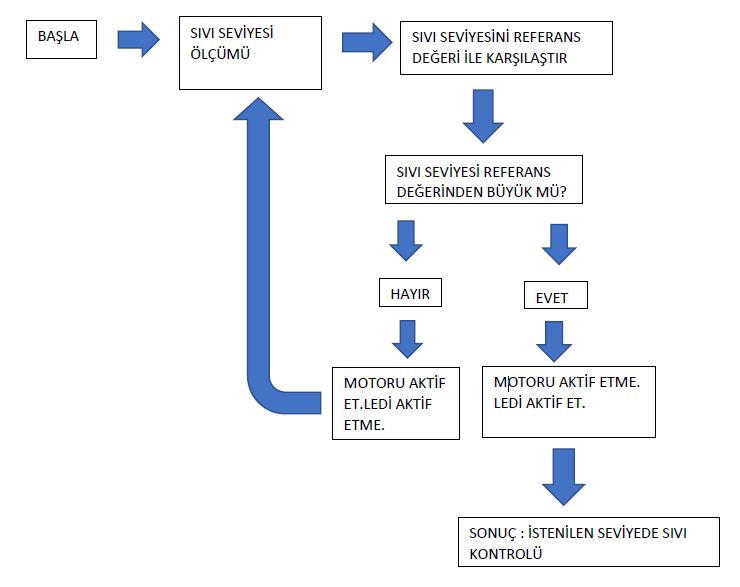 BAŞLA
SIVI SEVİYESİ
ÖLÇÜMÜ
SIVI SEVİYESİNİ REFERANS
DEĞERİ İLE KARŞILAŞTIR
SIVI SEVİYESİ REFERANS
DEĞERİNDEN BÜYÜK MÜ?
HAYIR
EVET
MOTORU AKTİF
ET.LEDİ AKTİF
ETME.
MOTORU AKTİF ETME.
LEDİ AKTİF ET.
SONUÇ : İSTENİLEN SEVİYEDE SIVI
KONTROLÜ